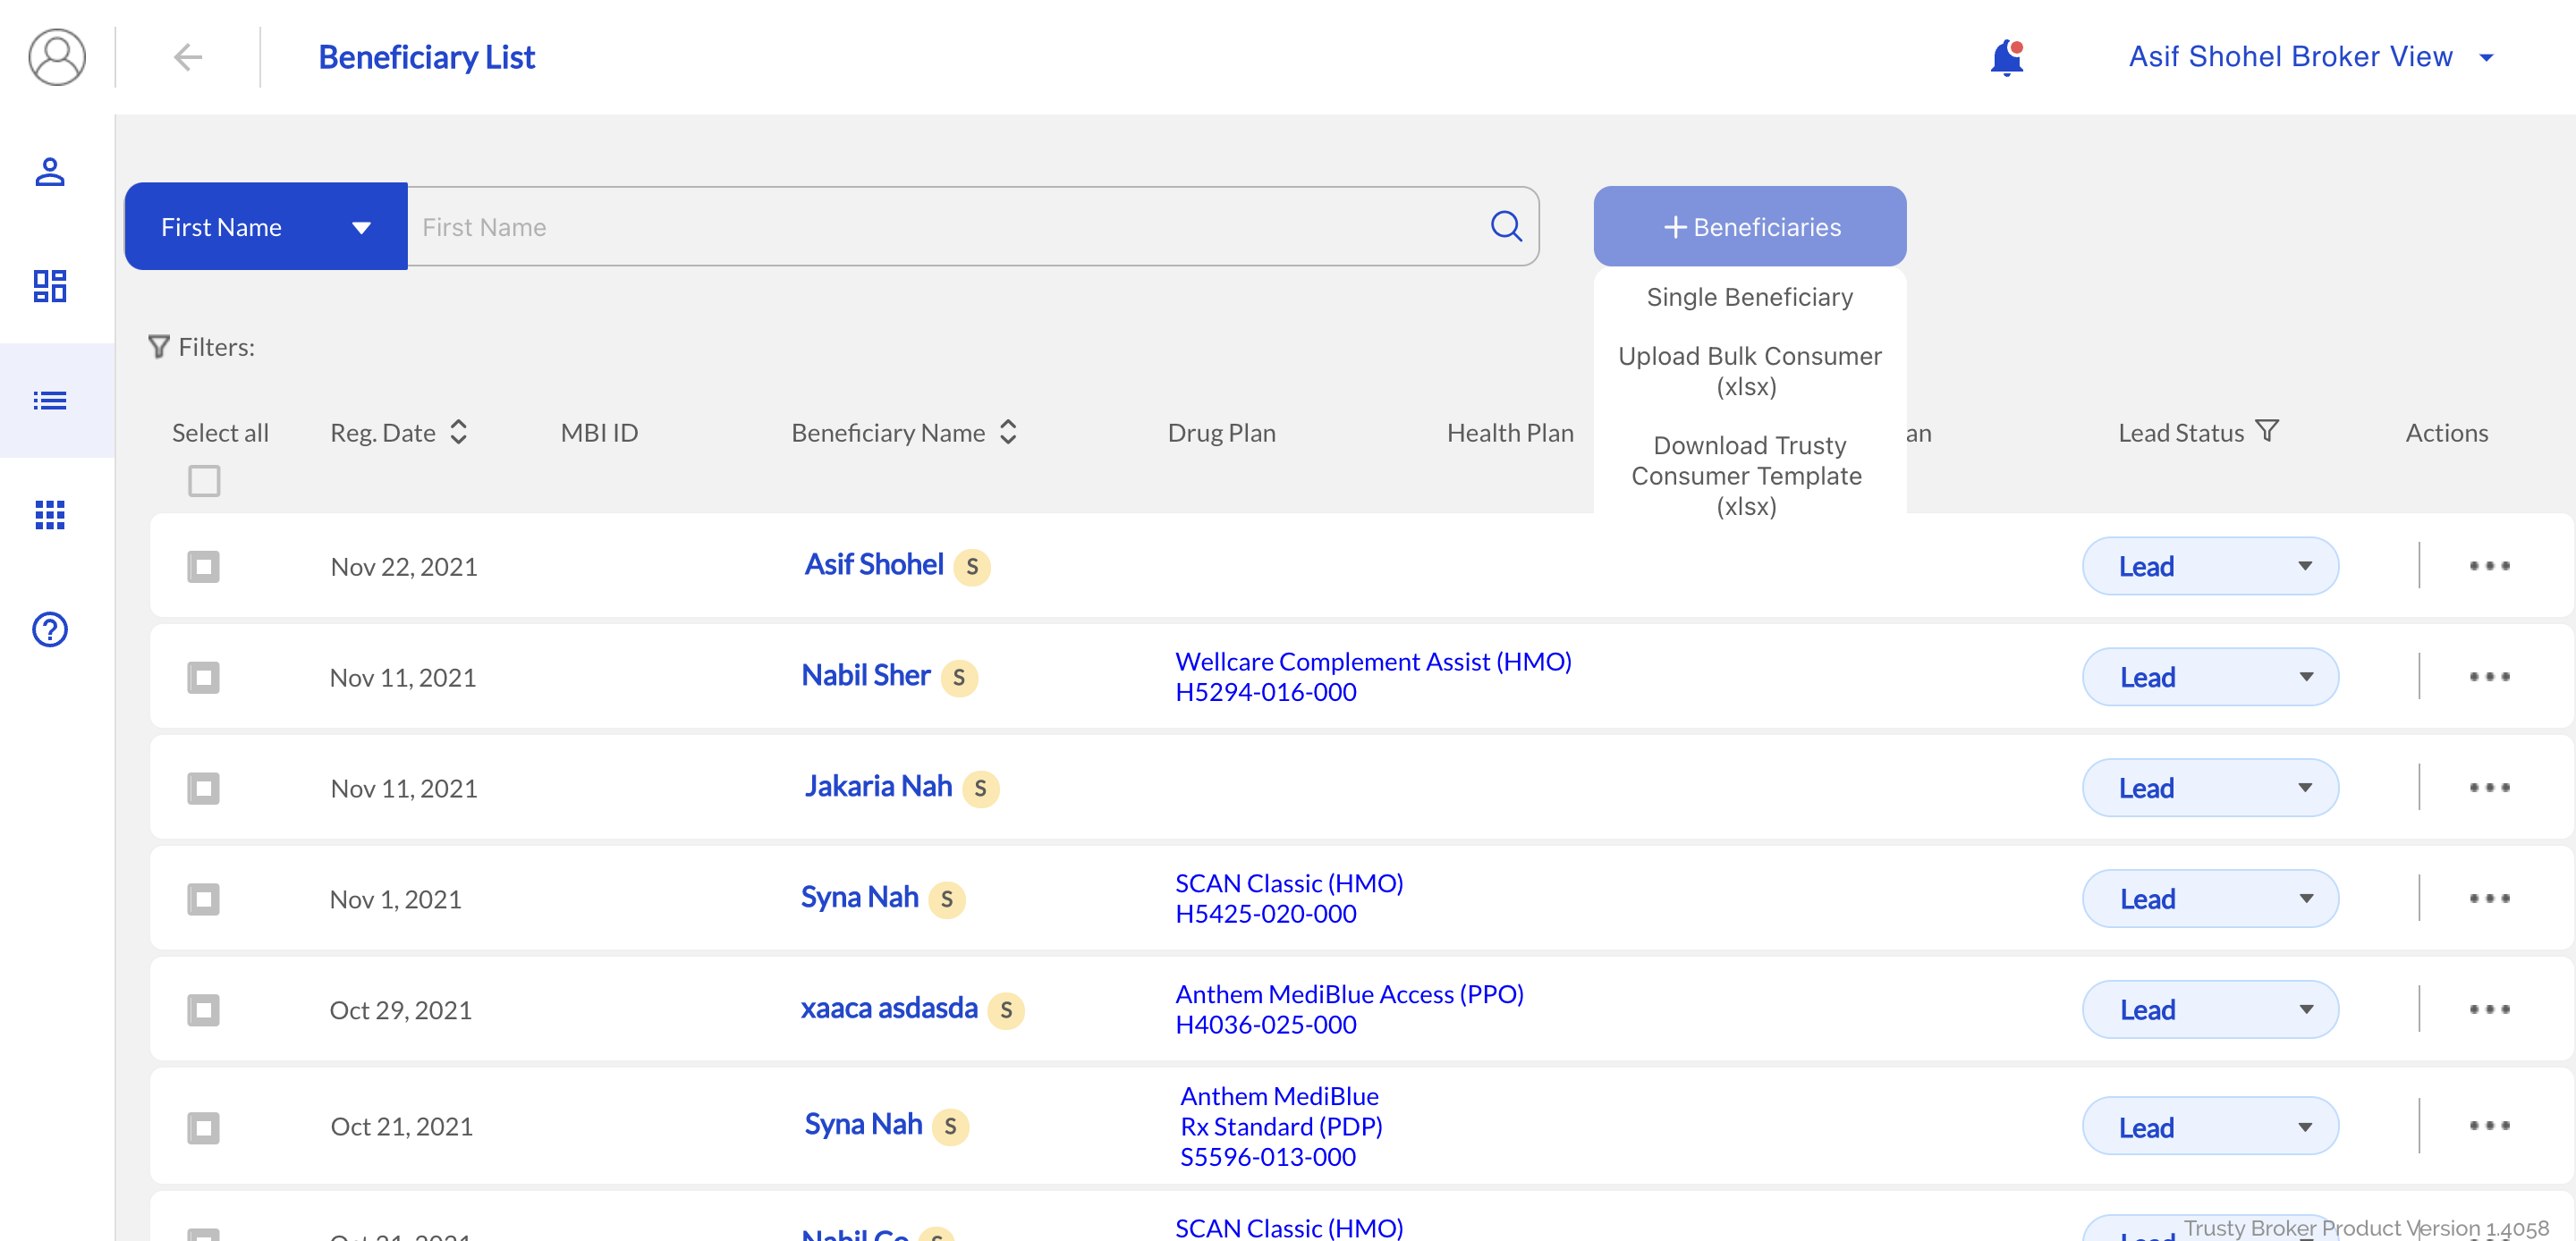 Beneficiary List
Asif Shohel Broker View
First Name
First Name
+ Beneficiaries
Single Beneficiary
Upload Bulk Consumer
(xlsx)
Download Trusty
Consumer Template
(xlsx)
Filters:
Select all Reg. Date MBI ID Beneficiary Name Drug Plan Health Plan an Lead Status Actions
Nov 22, 2021 Asif Shohel S Lead
Nov 11, 2021 Nabil Sher S Wellcare Complement Assist (HMO)
H5294-016-000 Lead
Nov 11, 2021 Jakaria Nah S Lead
Nov 1, 2021 Syna Nah S SCAN Classic (HMO)
H5425-020-000 Lead
Oct 29, 2021 xaaca asdasda S Anthem MediBlue Access (PPO)
H4036-025-000 Lead
Oct 21, 2021 Syna Nah S Anthem MediBlue
Rx Standard (PDP)
S5596-013-000 Lead
Oct 21, 2021 Nabil S SCAN Classic (HMO)
Lead
Trusty Broker Product Version 1.4058